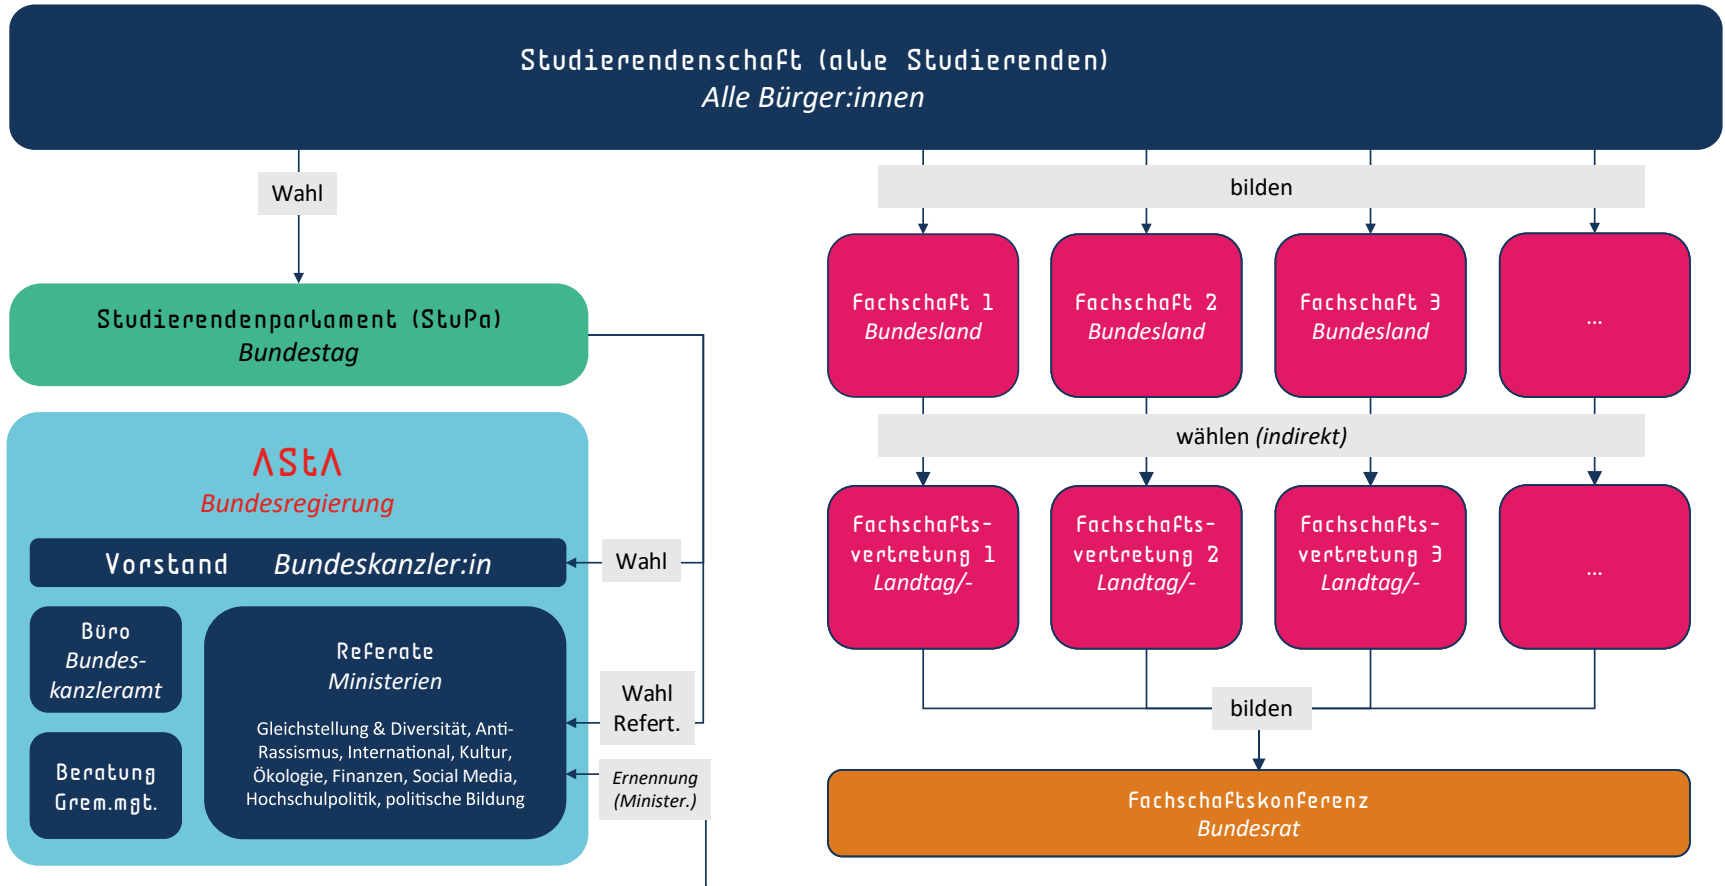 Studierendenschaft (alle Studierenden)
Alle Bürger:innen
Wahl
bilden
Studierendenparlament (StuPa)
Bundestag
Fachschaft 1
Bundesland
Fachschaft 2
Bundesland
Fachschaft 3
Bundesland
...
wählen (indirekt)
AStA
Bundesregierung
Vorstand Bundeskanzler:in
Wahl
Büro
Bundes-
kanzleramt
Beratung
Grem.mgt.
Referate
Ministerien
Gleichstellung & Diversität, Anti-
Rassismus, International, Kultur,
Ökologie, Finanzen, Social Media,
Hochschulpolitik, politische Bildung
Wahl
Refert.
Ernennung
(Minister.)
Fachschafts-
vertretung 1
Landtag/-
Fachschafts-
vertretung 2
Landtag/-
Fachschafts-
vertretung 3
Landtag/-
...
bilden
Fachschaftskonferenz
Bundesrat